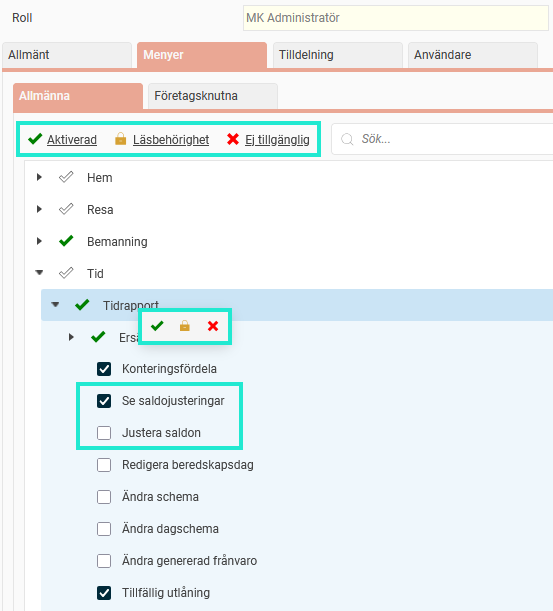 Roll MK Administratör
Allmänt Menyer Tilldelning Användare
Allmänna Företagsknutna
Aktiverad Läsbehörighet Ej tillgänglig Sök...
Hem
Resa
Bemanning
Tid
Tidrapport
Konteringsfördela
Se saldojusteringar
Justera saldon
Redigera beredskapsdag
Ändra schema
Ändra dagschema
Ändra genererad frånvaro
Tillfällig utlåning